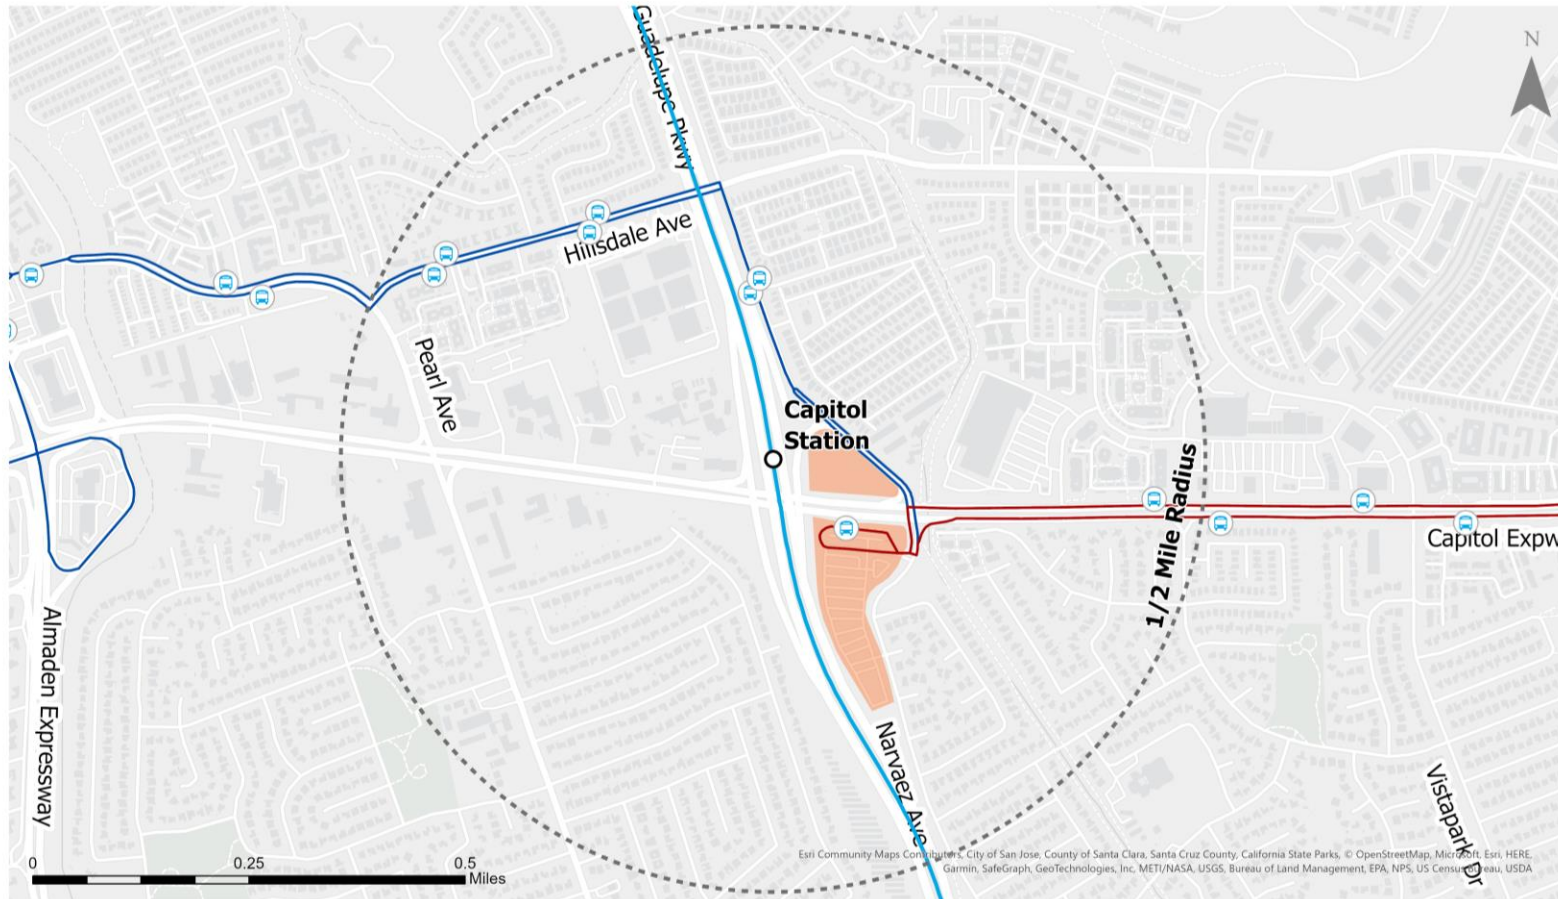 Guadelupe Pkwy
N
Hillsdale Ave
Pearl Ave
Capitol
Station
1/2 Mile Radius
Capitol Expw
Almaden Expressway
Narvaez Ave
Vistapark Dr
0
0.25
0.5
Miles
Esri Community Maps Contributors, City of San Jose, County of Santa Clara, Santa Cruz County, California State Parks, © OpenStreetMap, Microsoft, Esri, HERE,
Garmin, SafeGraph, GeoTechnologies, Inc, METI/NASA, USGS, Bureau of Land Management, EPA, NPS, US Census Bureau, USDA